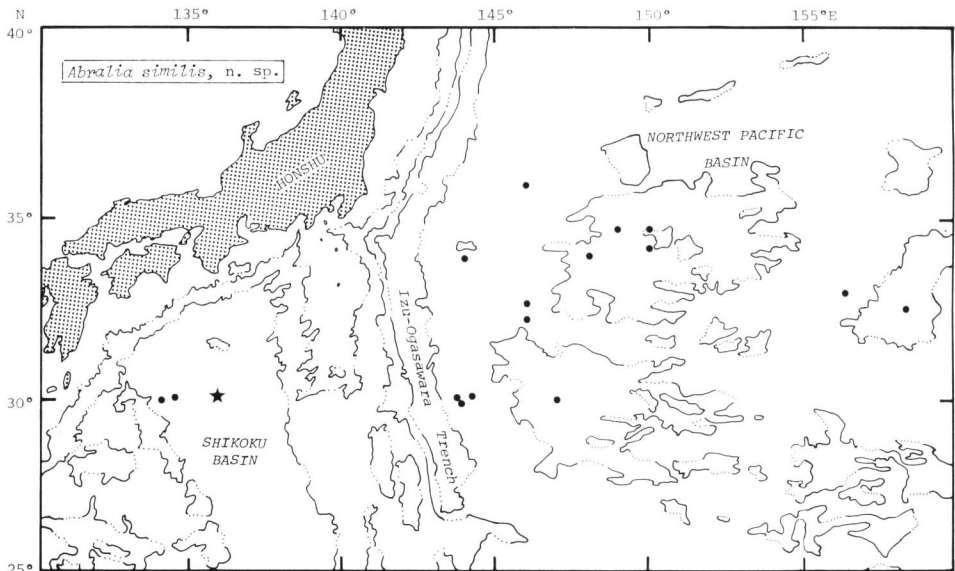 N 135° 140° 145° 150° 155°E
40°
Abralia similis, n. sp.
HONSHU
NORTHWEST PACIFIC
BASIN
35°
Izu-Ogasawara
Trench
30°
SHIKOKU
BASIN
25°